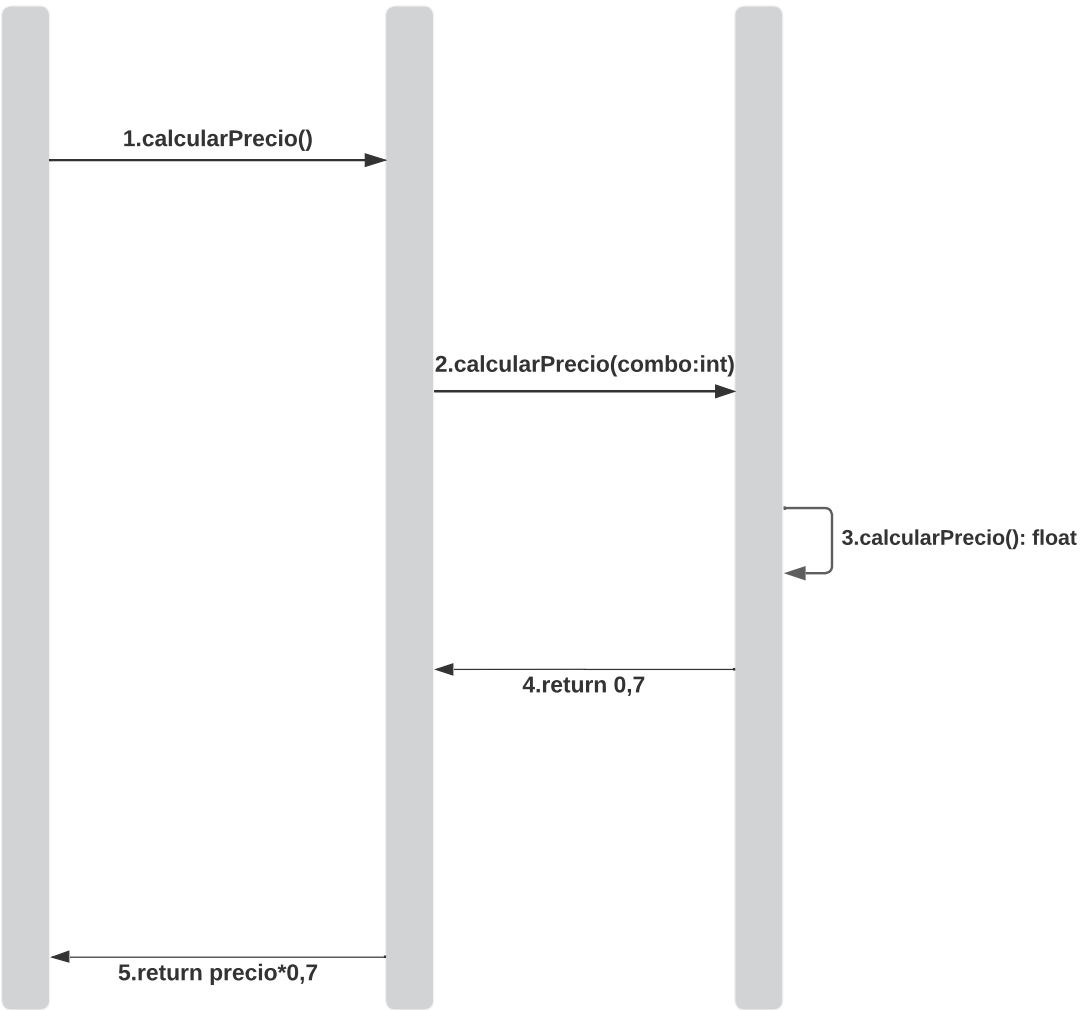 1.calcularPrecio()
2.calcularPrecio(combo:int)
3.calcularPrecio(): float
4.return 0,7
5.return precio*0,7